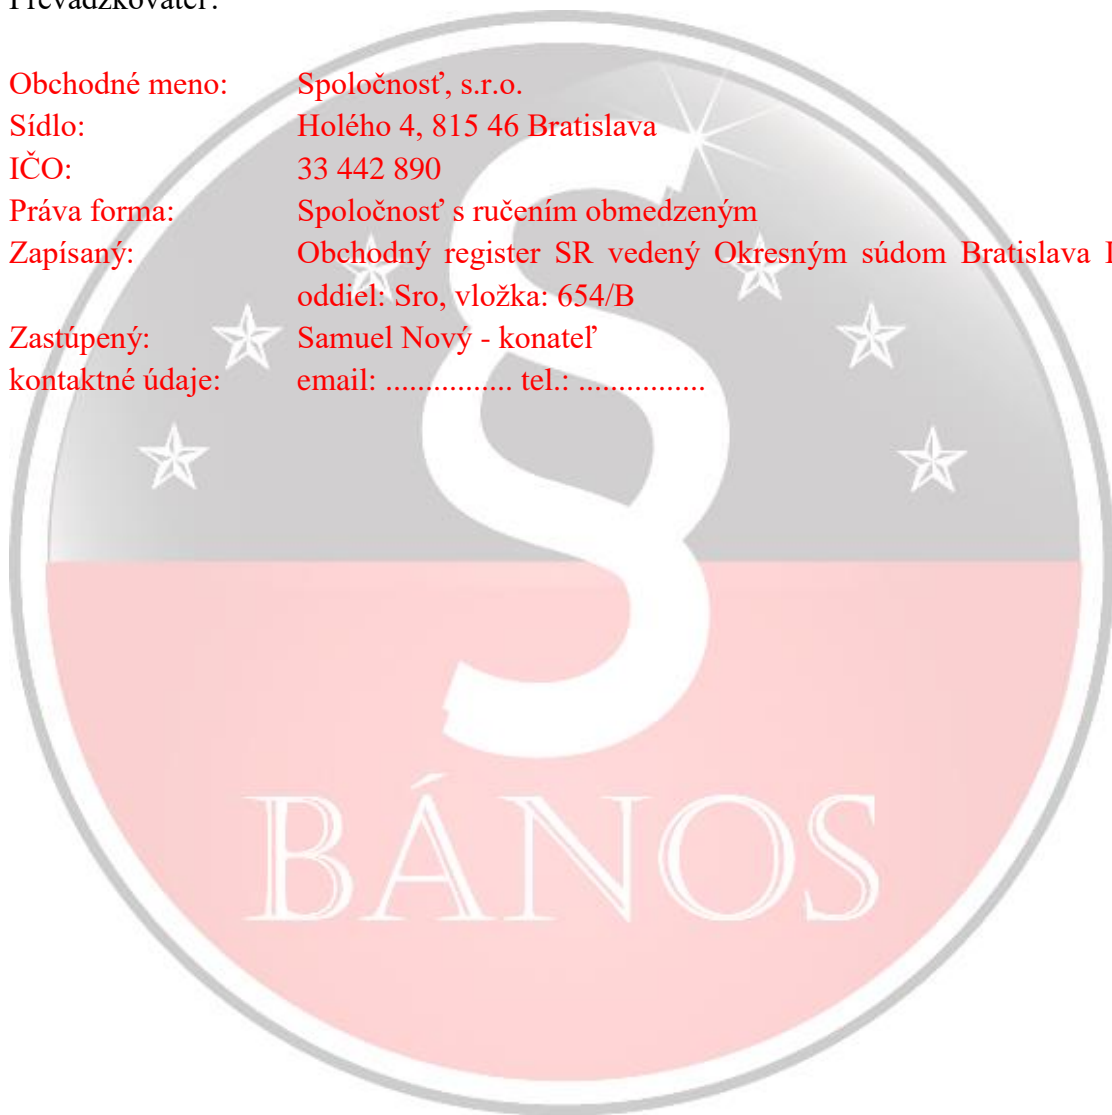 Prevádzkovateľ:
Obchodné meno: Spoločnosť, s.r.o.
Sídlo: Holého 4, 815 46 Bratislava
IČO: 33 442 890
Práva forma: Spoločnosť s ručením obmedzeným
Zapísaný: Obchodný register SR vedený Okresným súdom Bratislava I
oddiel: Sro, vložka: 654/B
Zastúpený: Samuel Nový - konateľ
kontaktné údaje: email: ................ tel.: ................
§
BÁNOS